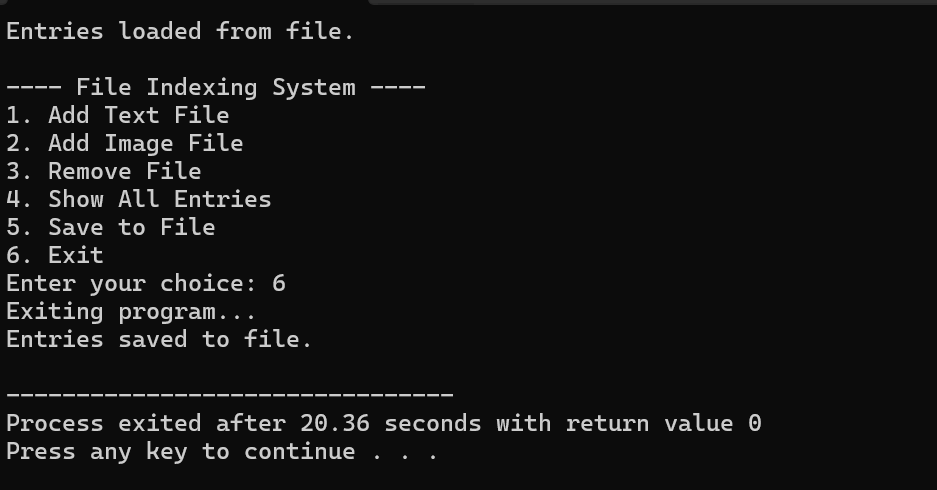 Entries loaded from file.
---- File Indexing System ----
1. Add Text File
2. Add Image File
3. Remove File
4. Show All Entries
5. Save to File
6. Exit
Enter your choice: 6
Exiting program...
Entries saved to file.
--------------------------------
Process exited after 20.36 seconds with return value 0
Press any key to continue . . .